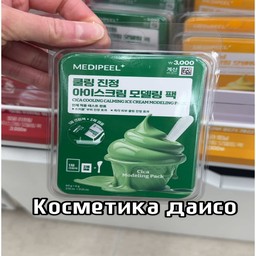 MEDIPEEL+
₩3,000
쿨링 진정
아이스크림 모델링 팩
CICA COOLING CALMING ICE CREAM MODELING P
Cica
Modeling Pack
Косметика даисо